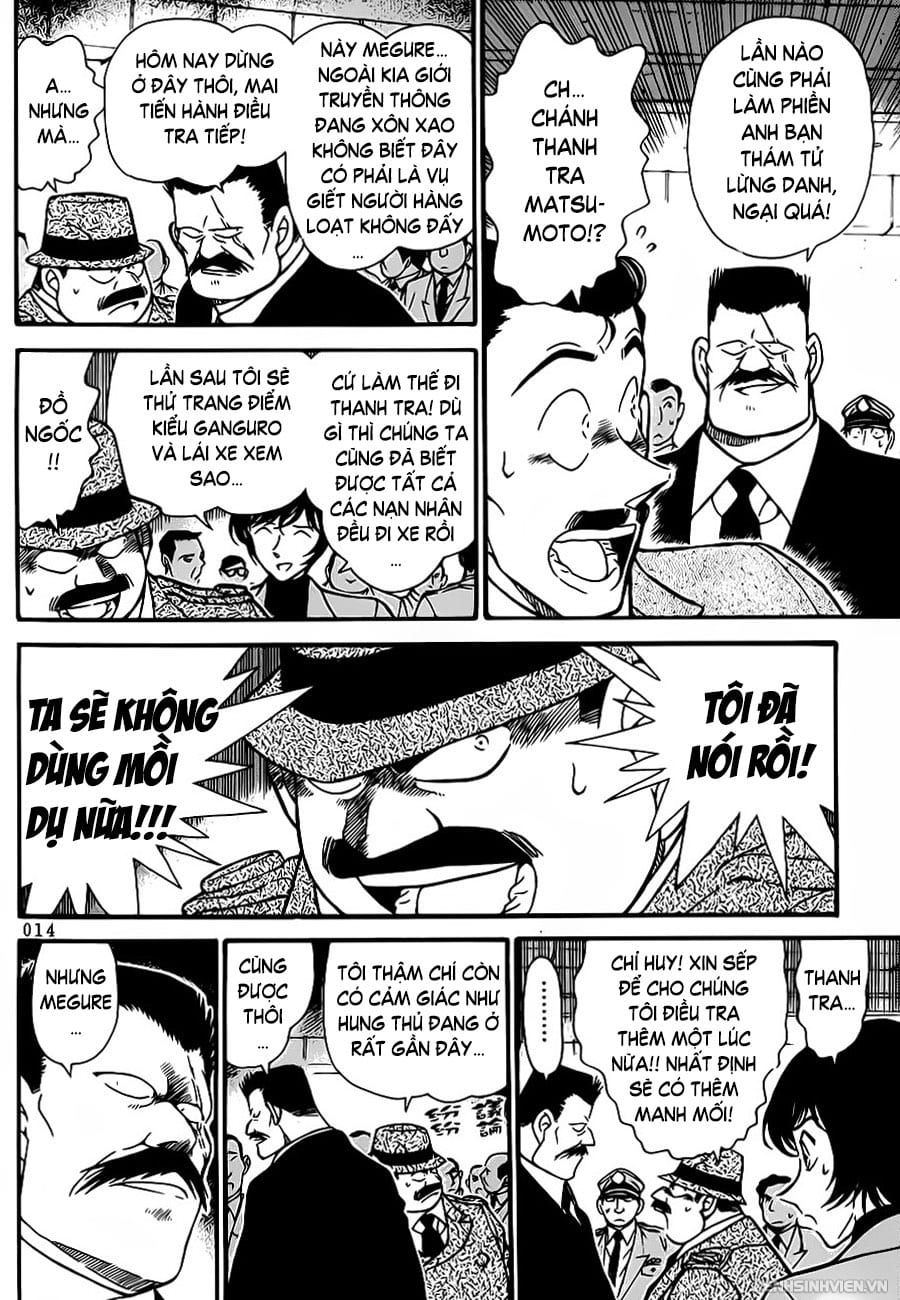 LẦN NÀO
CŨNG PHẢI
LÀM PHIỀN
ANH BẠN
THÁM TỬ
LỪNG DANH,
NGẠI QUÁ!
CH...
CHÁNH
THANH
TRA
MATSU-
MOTO!?
NÀY MEGURE...
NGOÀI KIA GIỚI
TRUYỀN THÔNG
ĐANG XÔN XAO
KHÔNG BIẾT ĐÂY
CÓ PHẢI LÀ VỤ
GIẾT NGƯỜI HÀNG
LOẠT KHÔNG ĐẤY
...
HÔM NAY DỪNG
Ở ĐÂY THÔI, MAI
TIẾN HÀNH ĐIỀU
TRA TIẾP!
A...
NHƯNG
MÀ...
CỨ LÀM THẾ ĐI
THANH TRA! DÙ
GÌ THÌ CHÚNG TA
CŨNG ĐÃ BIẾT
ĐƯỢC TẤT CẢ
CÁC NẠN NHÂN
ĐỀU ĐI XE RỒI
...
LẦN SAU TÔI SẼ
THỬ TRANG ĐIỂM
KIỂU GANGURO
VÀ LÁI XE XEM
SAO...
ĐỒ
NGỐC
!!
TÔI ĐÃ
NÓI RỒI!
TA SẼ KHÔNG
DÙNG MỒI
DỤ NỮA!!!
014
THANH
TRA...
CHỈ HUY! XIN SẾP
ĐỂ CHO CHÚNG
TÔI ĐIỀU TRA
THÊM MỘT LÚC
NỮA!! NHẤT ĐỊNH
SẼ CÓ THÊM
MANH MỐI!
.........
TÔI THẬM CHÍ CÒN
CÓ CẢM GIÁC NHƯ
HUNG THỦ ĐANG Ở
RẤT GẦN ĐÂY...
CŨNG
ĐƯỢC
THÔI
NHƯNG
MEGURE
...